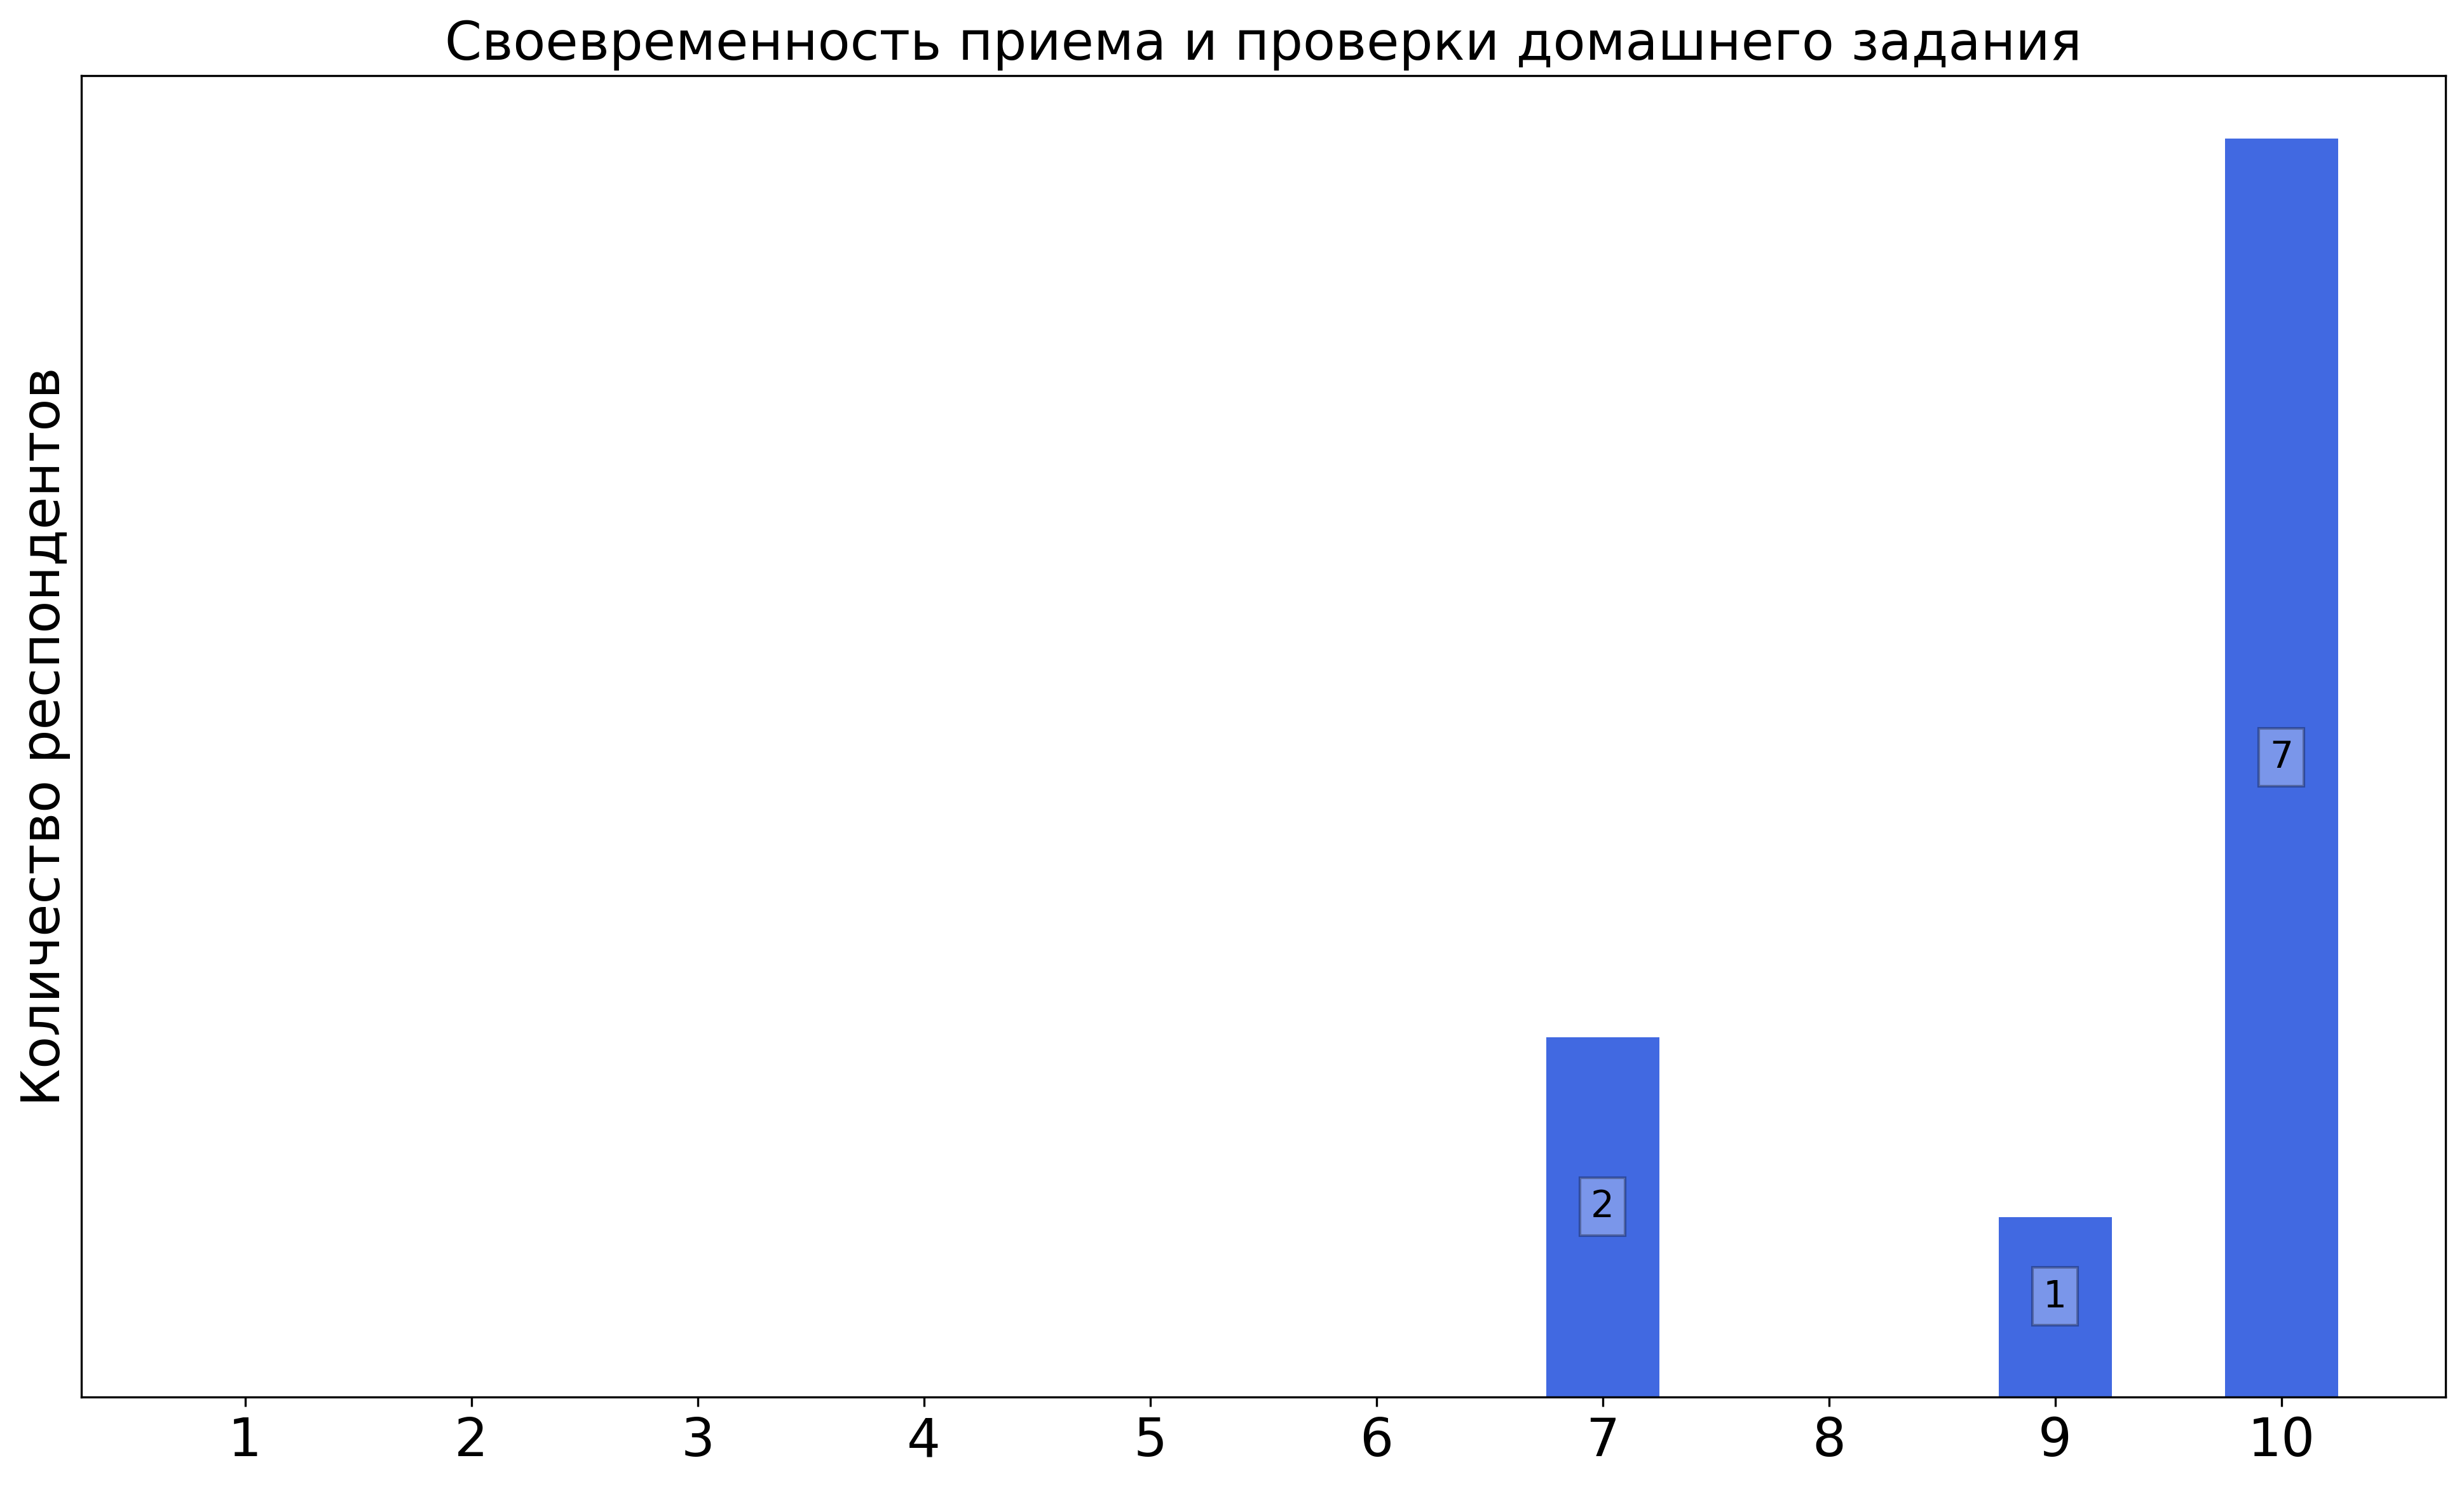 Своевременность приема и проверки домашнего задания
Количество респондентов
7
2
1
1 2 3 4 5 6 7 8 9 10